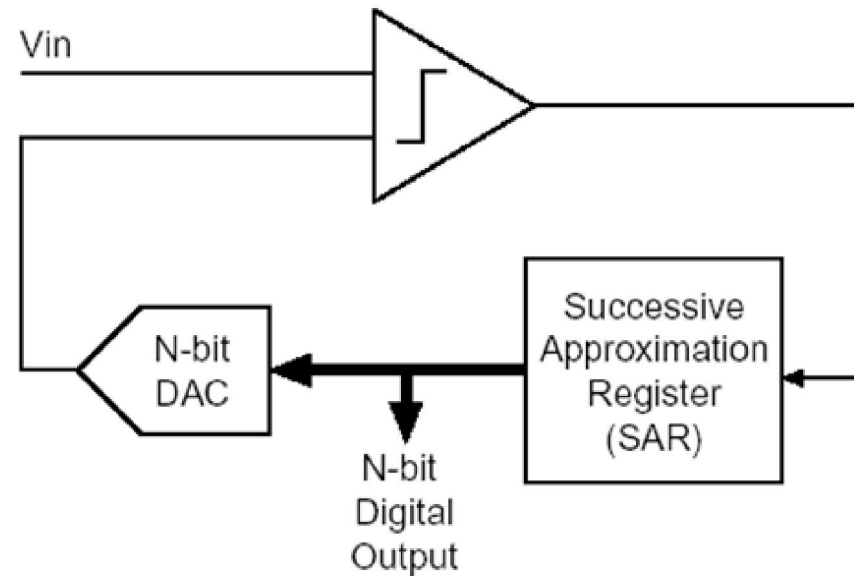 Vin
Successive
Approximation
Register
(SAR)
N-bit
DAC
N-bit
Digital
Output